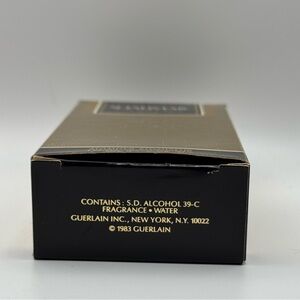 CONTAINS: S.D. ALCOHOL 39-C
FRAGRANCE • WATER
GUERLAIN INC., NEW YORK, N.Y. 10022
© 1983 GUERLAIN